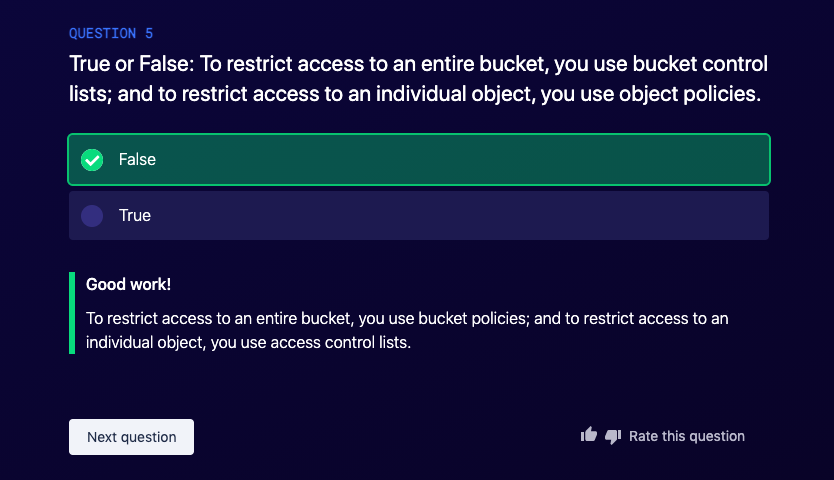 QUESTION 5
True or False: To restrict access to an entire bucket, you use bucket control
lists; and to restrict access to an individual object, you use object policies.
False
True
Good work!
To restrict access to an entire bucket, you use bucket policies; and to restrict access to an
individual object, you use access control lists.
Next question
Rate this question